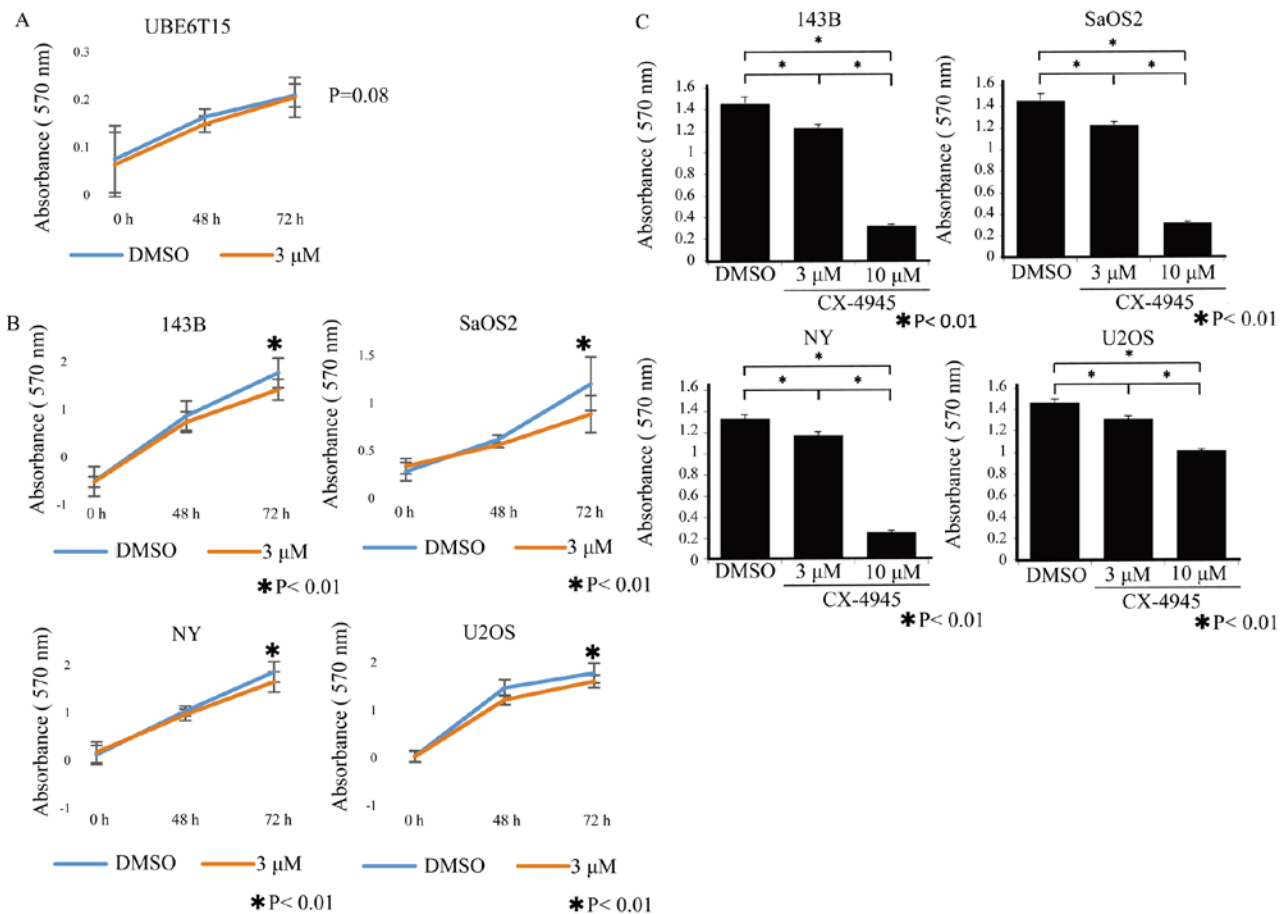 A
UBE6T15
Absorbance ( 570 nm)
0.3
0.2
0.1
0
P=0.08
0 h 48 h 72 h
DMSO 3 μM
B
143B
Absorbance ( 570 nm)
2
1
0
-1
*
0 h 48 h 72 h
DMSO 3 μM
*P< 0.01
SaOS2
Absorbance ( 570 nm)
1.5
1
0.5
0
*
0 h 48 h 72 h
DMSO 3 μM
*P< 0.01
NY
Absorbance ( 570 nm)
2
1
0
-1
*
0 h 48 h 72 h
DMSO 3 μM
*P< 0.01
U2OS
Absorbance ( 570 nm)
2
1
0
-1
*
0 h 48 h 72 h
DMSO 3 μM
*P< 0.01
C
143B
*
* *
Absorbance ( 570 nm)
1.6
1.4
1.2
1
0.8
0.6
0.4
0.2
0
DMSO 3 μM 10 μM
CX-4945
*P< 0.01
SaOS2
*
* *
Absorbance ( 570 nm)
1.6
1.4
1.2
1
1.8
1.6
0.4
0.2
0
DMSO 3 μM 10 μM
CX-4945
*P< 0.01
NY
*
* *
Absorbance ( 570 nm)
1.6
1.4
1.2
1
1.8
1.6
0.4
0.2
0
DMSO 3 μM 10 μM
CX-4945
*P< 0.01
U2OS
*
* *
Absorbance ( 570 nm)
1.6
1.4
1.2
1
1.8
1.6
0.4
0.2
0
DMSO 3 μM 10 μM
CX-4945
*P< 0.01